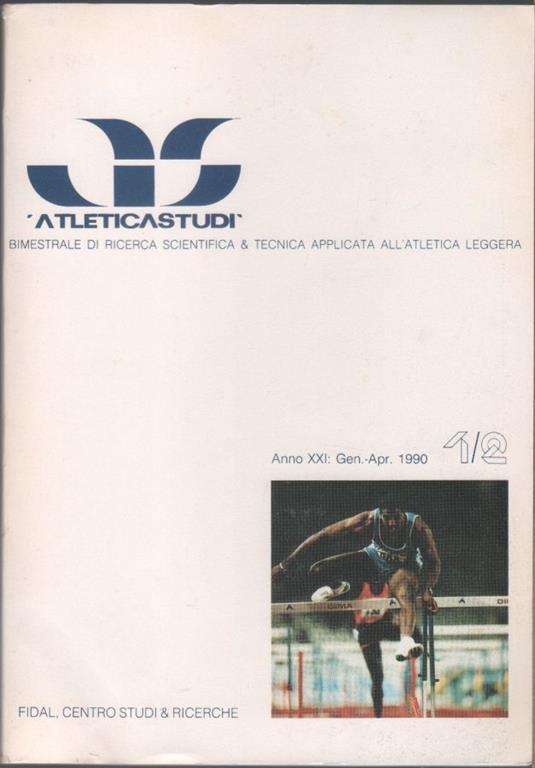 'ATLETICASTUDI'
BIMESTRALE DI RICERCA SCIENTIFICA & TECNICA APPLICATA ALL'ATLETICA LEGGERA
Anno XXI: Gen.-Apr. 1990 1/2
FIDAL, CENTRO STUDI & RICERCHE